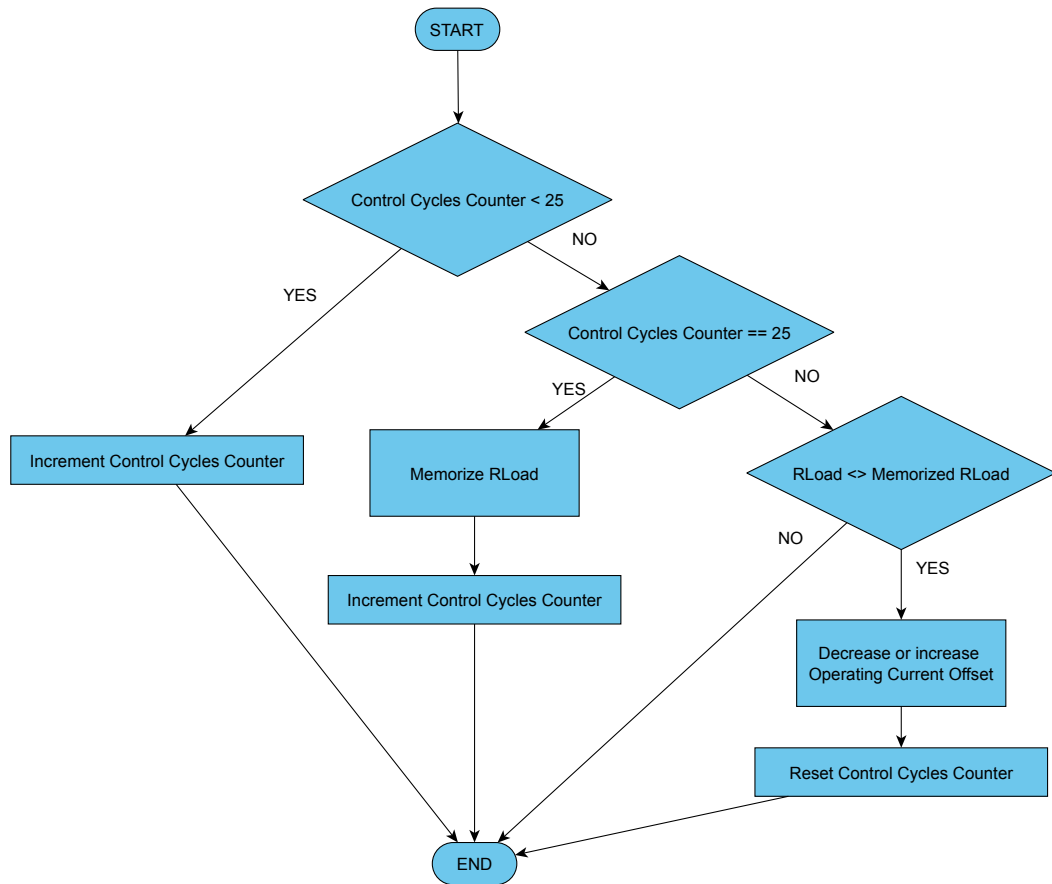 START
Control Cycles Counter < 25
NO
YES
Control Cycles Counter == 25
YES
NO
Increment Control Cycles Counter
Memorize RLoad
RLoad <> Memorized RLoad
NO
YES
Increment Control Cycles Counter
Decrease or increase
Operating Current Offset
Reset Control Cycles Counter
END